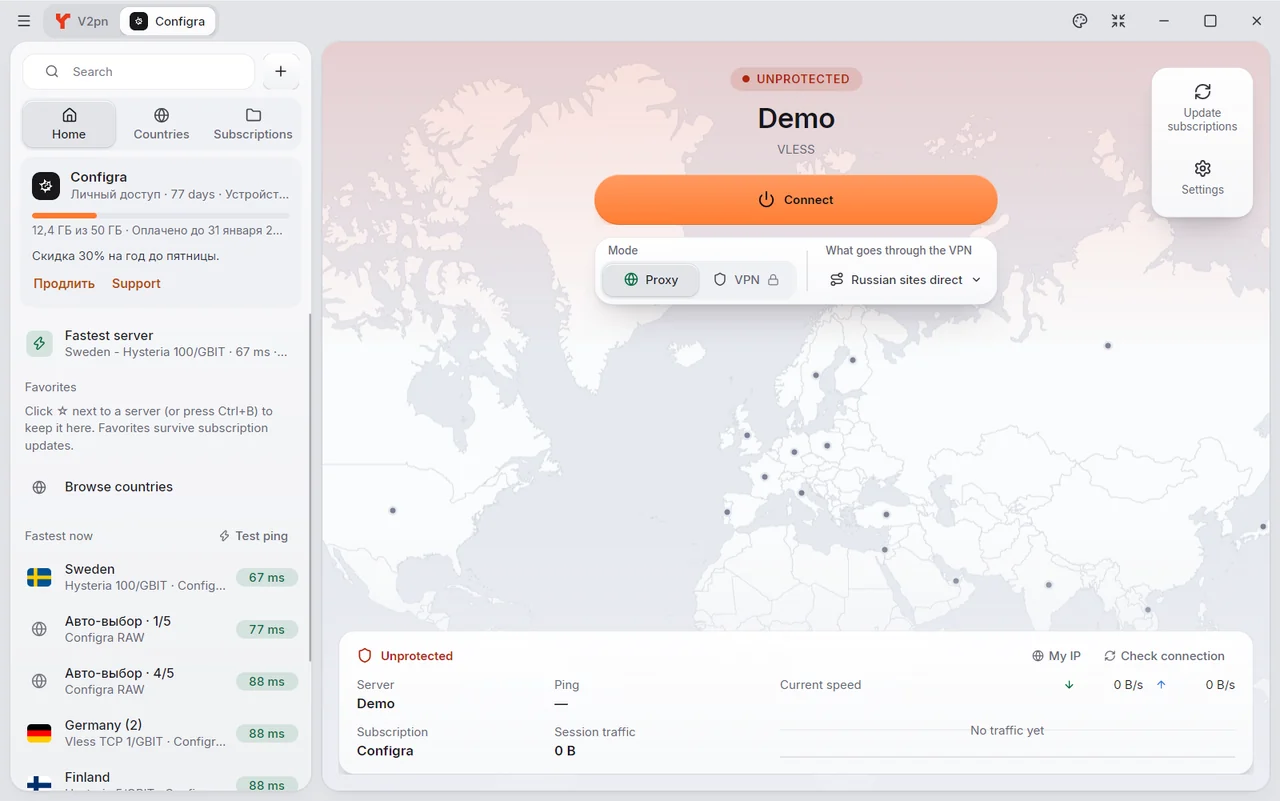 V2pn
Configra
Search
Home
Countries
Subscriptions
Configra
Личный доступ · 77 days · Устройст...
12,4 ГБ из 50 ГБ · Оплачено до 31 января 2...
Скидка 30% на год до пятницы.
Продлить
Support
Fastest server
Sweden - Hysteria 100/GBIT · 67 ms ·...
Favorites
Click ☆ next to a server (or press Ctrl+B) to
keep it here. Favorites survive subscription
updates.
Browse countries
Fastest now
Test ping
Sweden
Hysteria 100/GBIT · Config...
67 ms
Авто-выбор · 1/5
Configra RAW
77 ms
Авто-выбор · 4/5
Configra RAW
88 ms
Germany (2)
Vless TCP 1/GBIT · Configr...
88 ms
Finland
88 ms
UNPROTECTED
Demo
VLESS
Connect
Mode
Proxy
VPN
What goes through the VPN
Russian sites direct
Update
subscriptions
Settings
Unprotected
My IP
Check connection
Server
Demo
Ping
—
Current speed
0 B/s
0 B/s
Subscription
Configra
Session traffic
0 B
No traffic yet